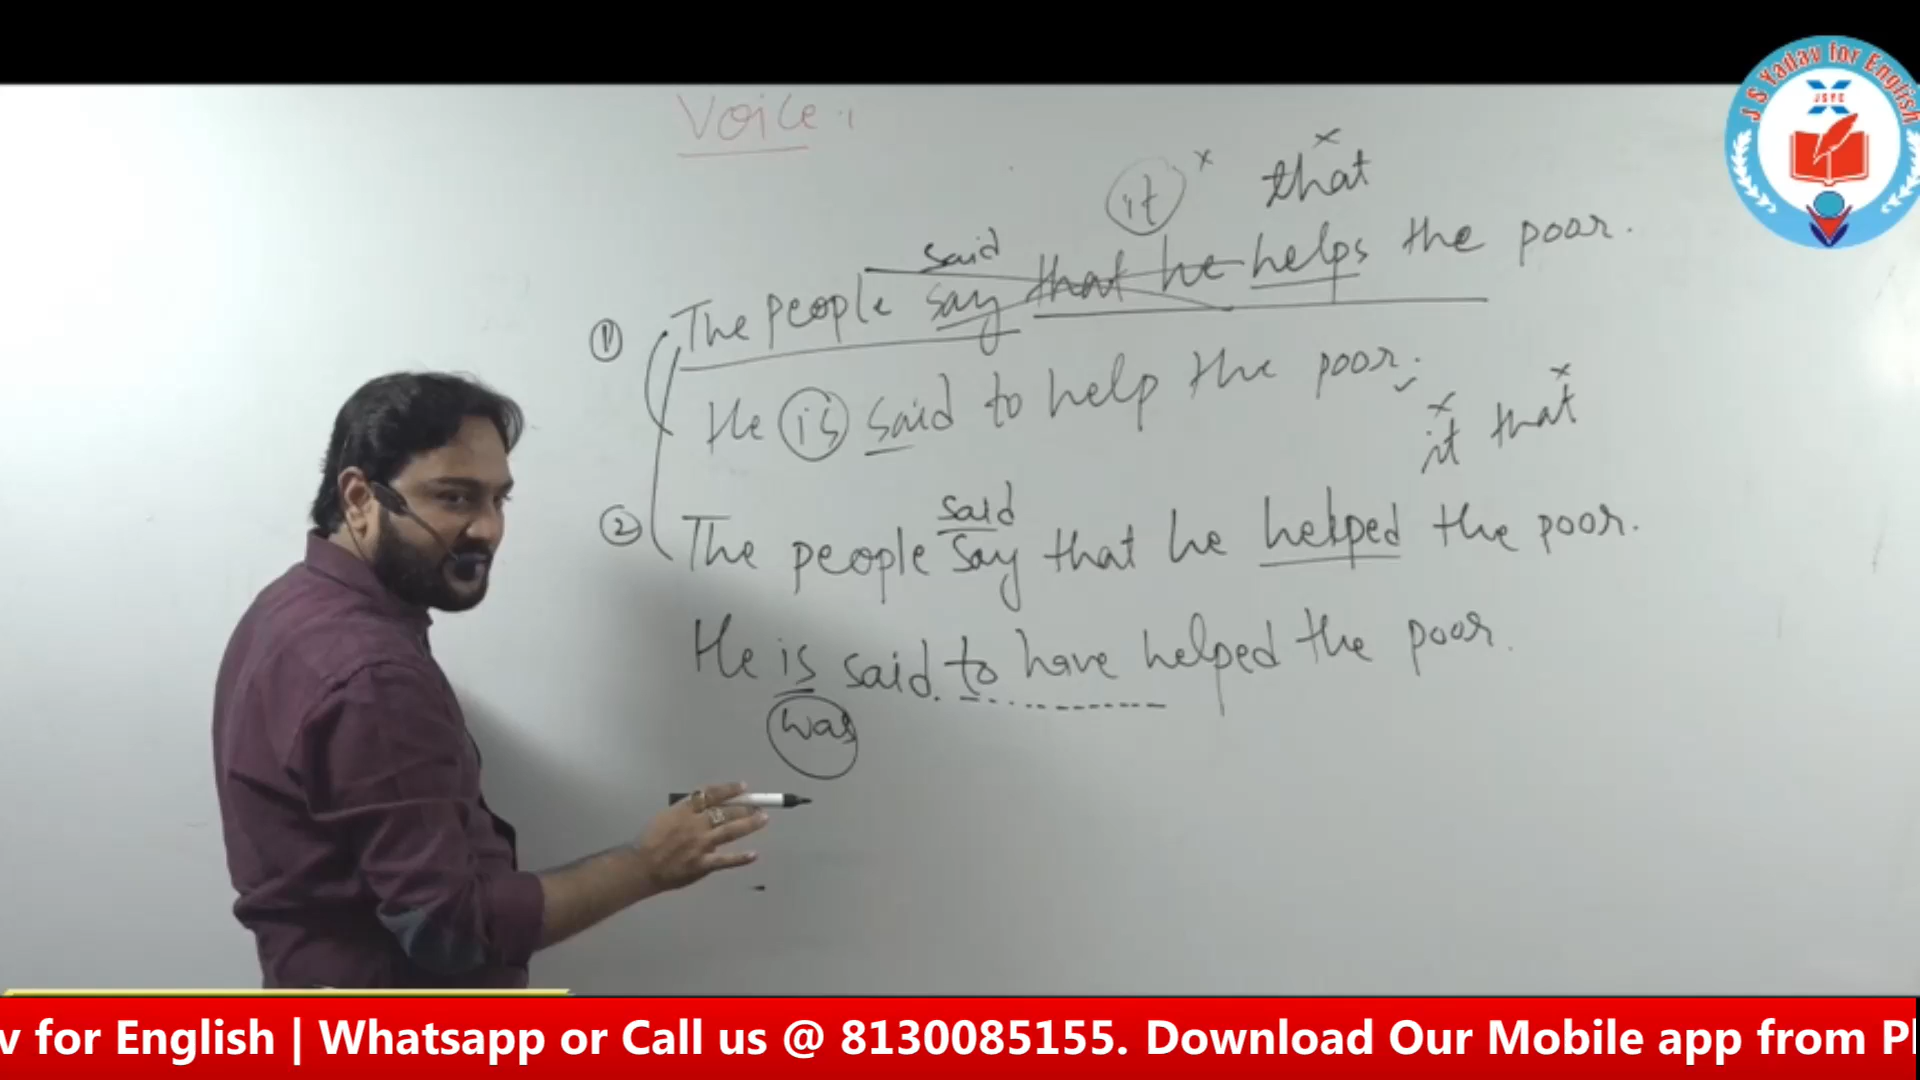 Voice :
it × that ×
said
① The people say that he helps the poor.
He is said to help the poor.
× it that ×
said
② The people say that he helped the poor.
He is said to have helped the poor.
was
J S Yadav for English
JSYE
v for English | Whatsapp or Call us @ 8130085155. Download Our Mobile app from Pl